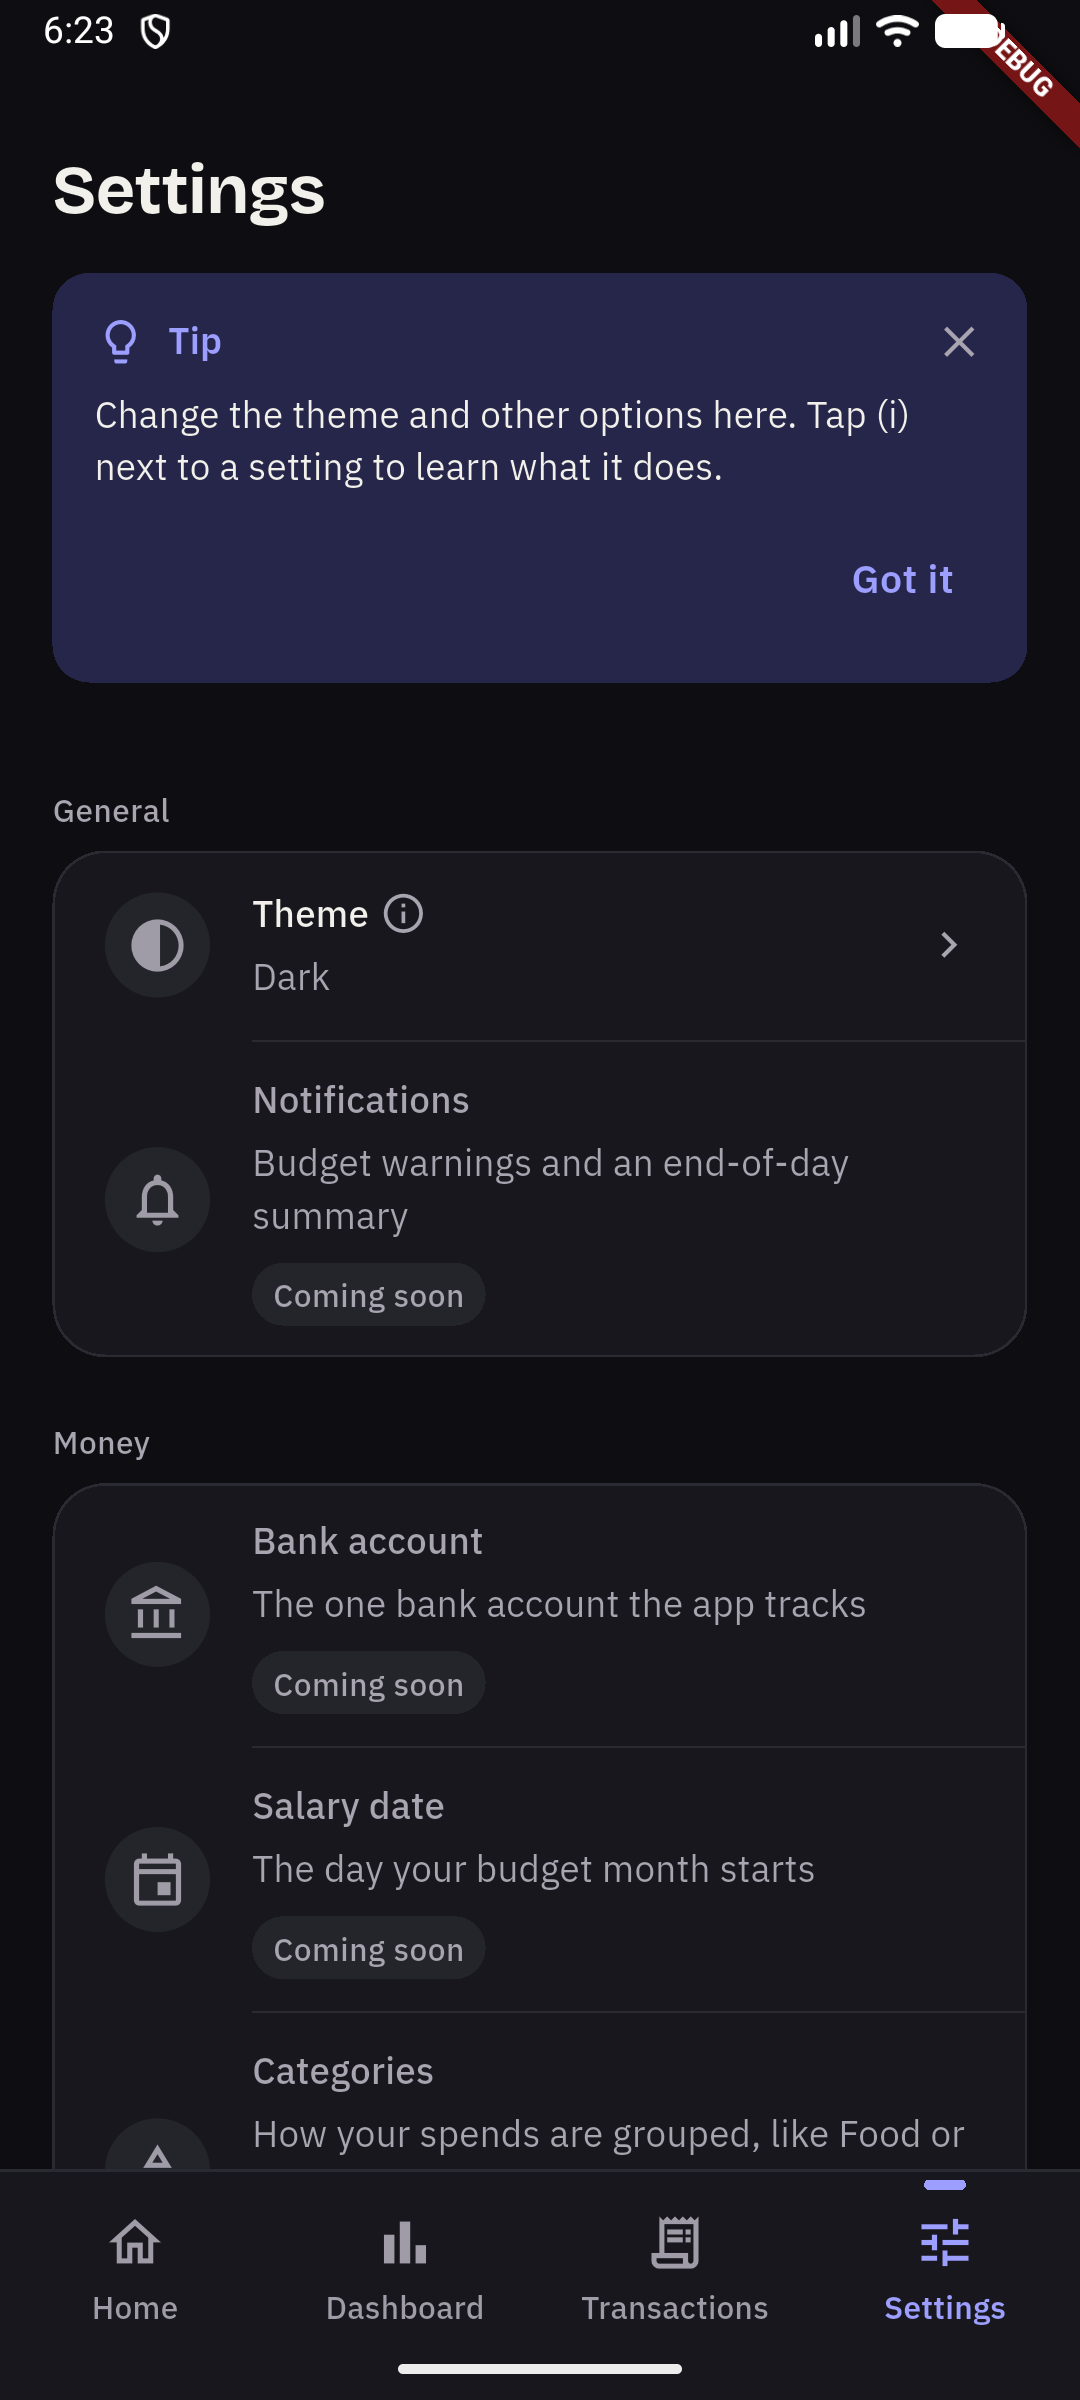 6:23
EBUG
Settings
Tip
Change the theme and other options here. Tap (i)
next to a setting to learn what it does.
Got it
General
Theme
Dark
Notifications
Budget warnings and an end-of-day
summary
Coming soon
Money
Bank account
The one bank account the app tracks
Coming soon
Salary date
The day your budget month starts
Coming soon
Categories
How your spends are grouped, like Food or
Home
Dashboard
Transactions
Settings